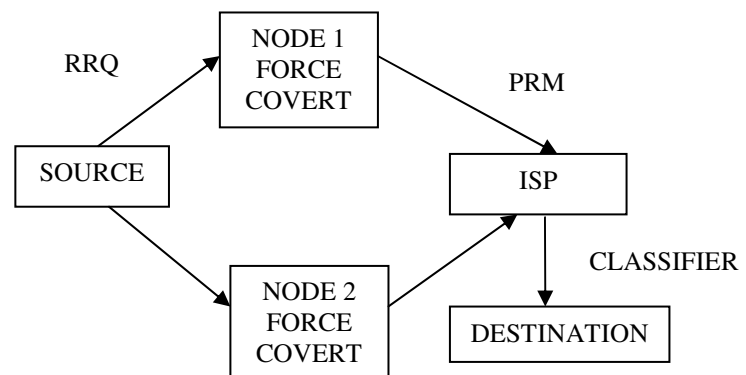 NODE 1
FORCE
COVERT
RRQ
PRM
SOURCE
ISP
CLASSIFIER
NODE 2
FORCE
COVERT
DESTINATION